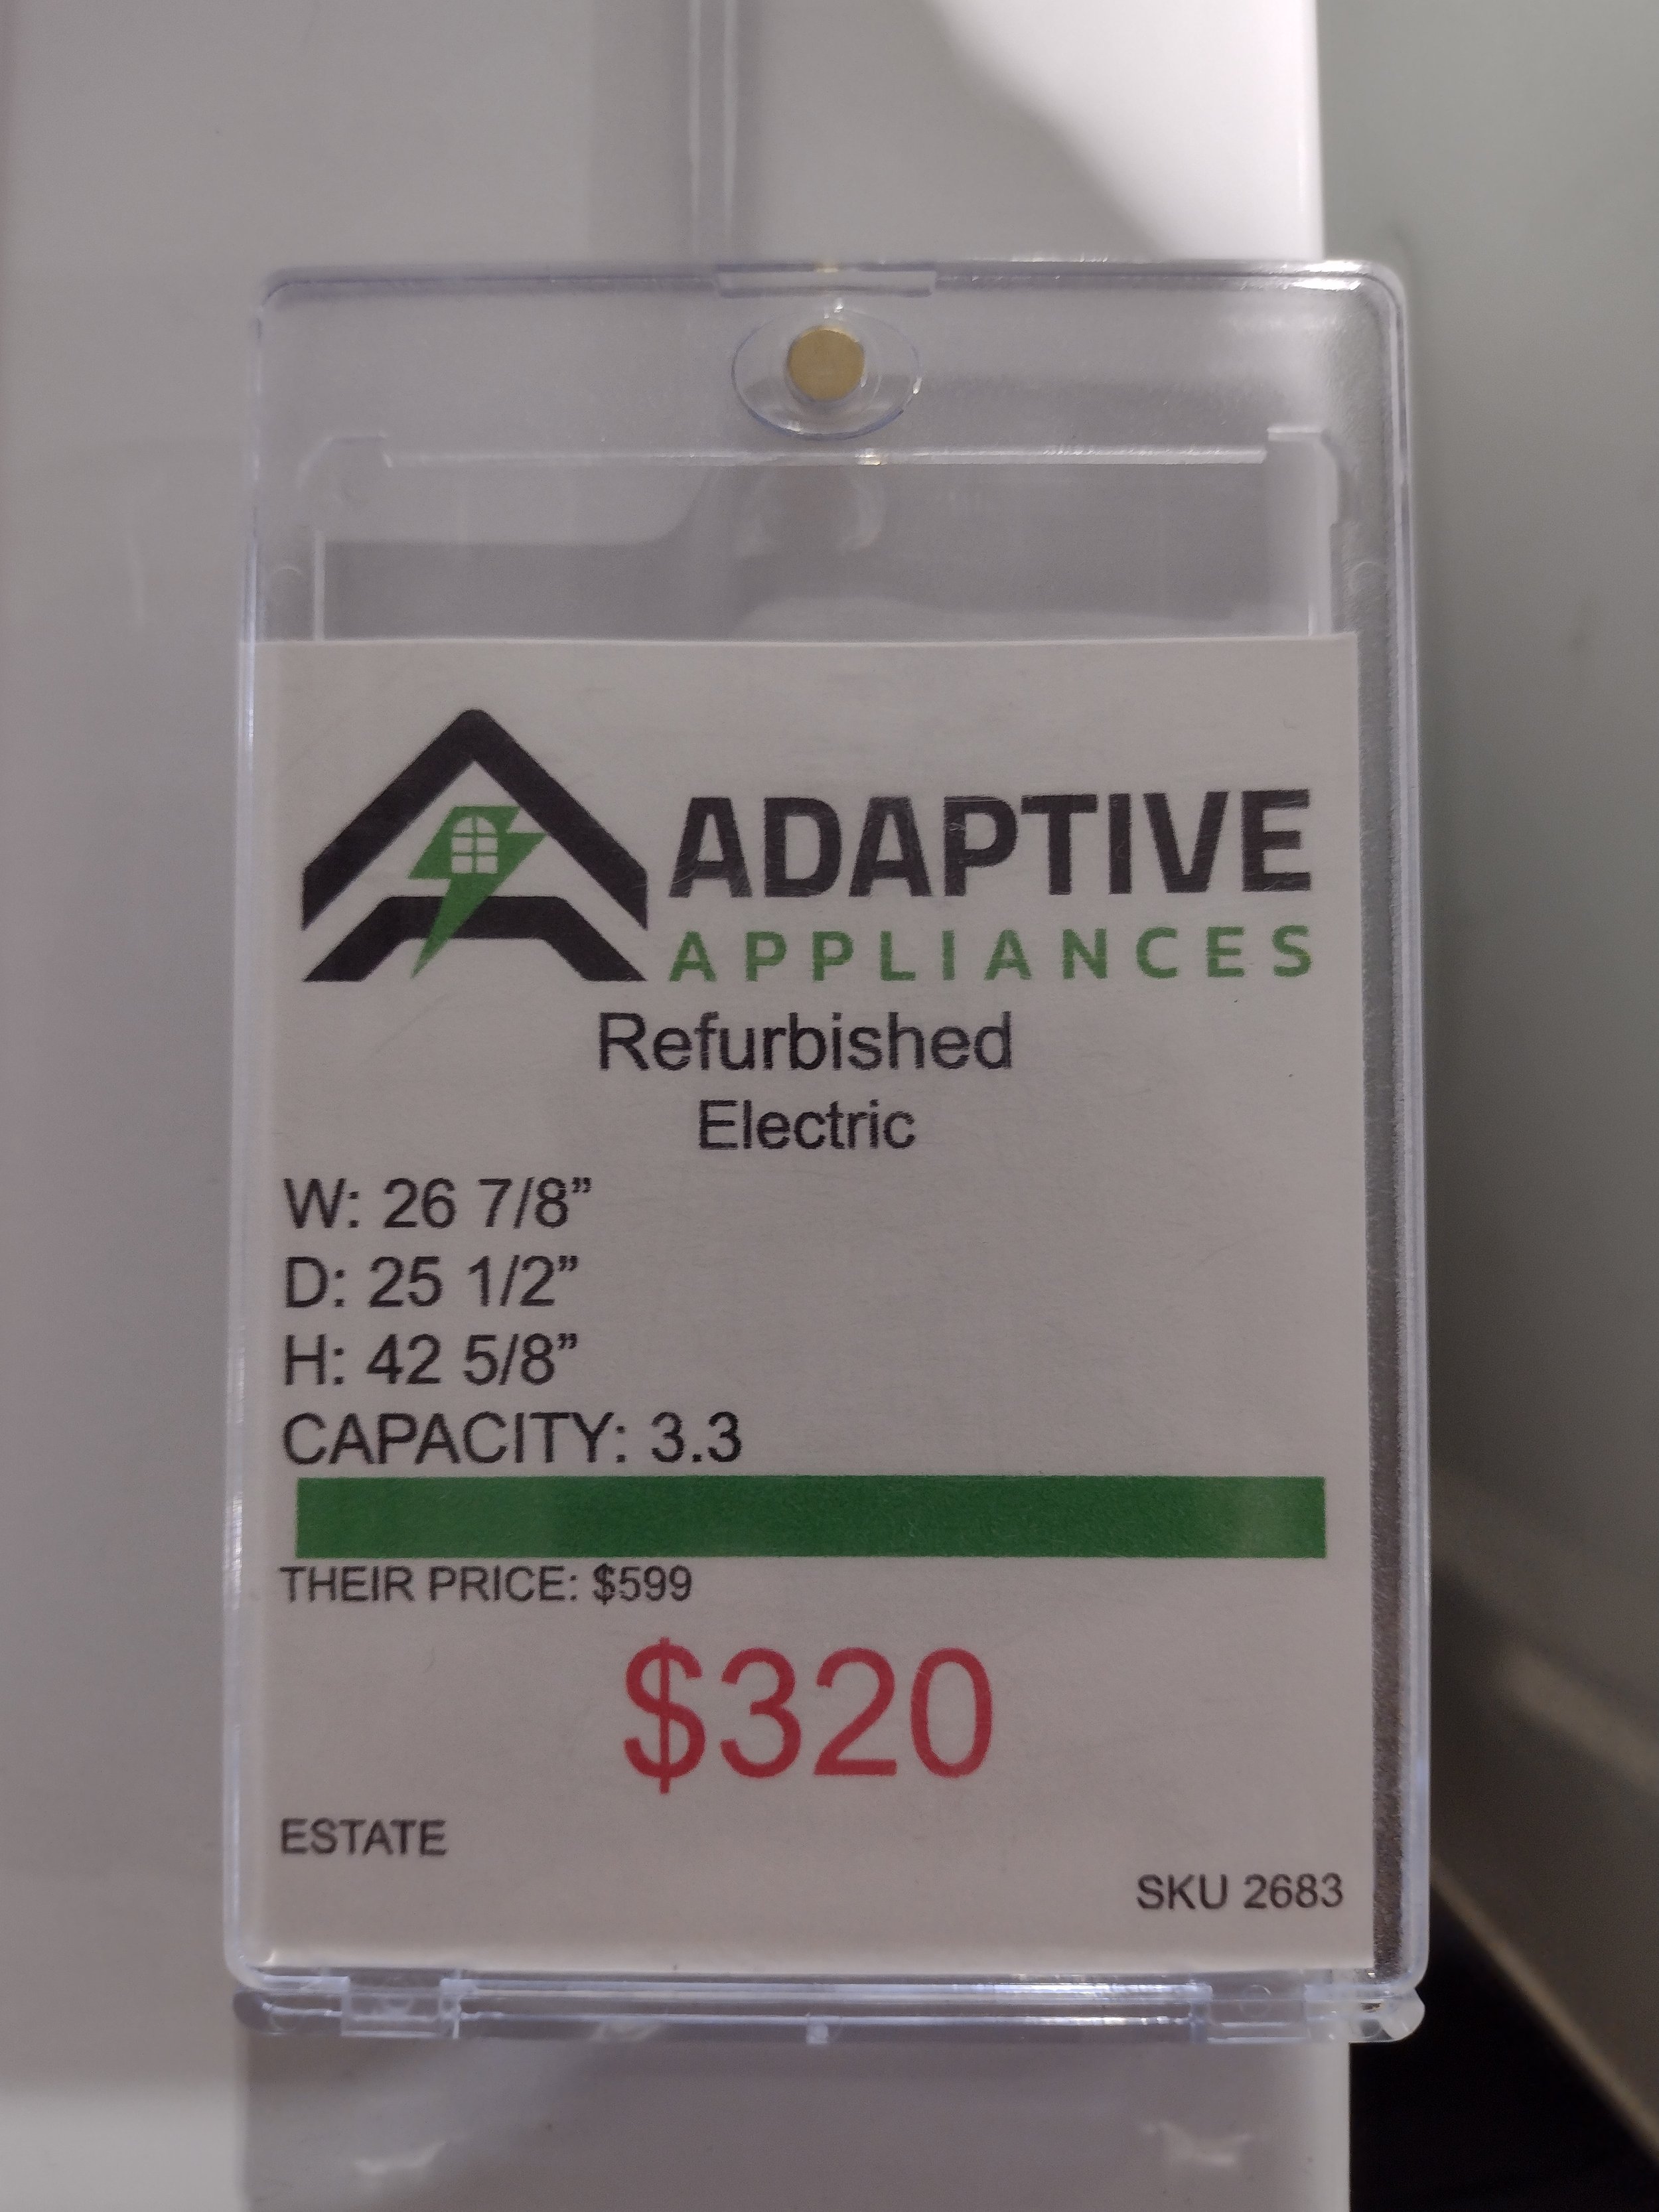 ADAPTIVE
APPLIANCES
Refurbished
Electric
W: 26 7/8”
D: 25 1/2”
H: 42 5/8”
CAPACITY: 3.3
THEIR PRICE: $599
$320
ESTATE
SKU 2683